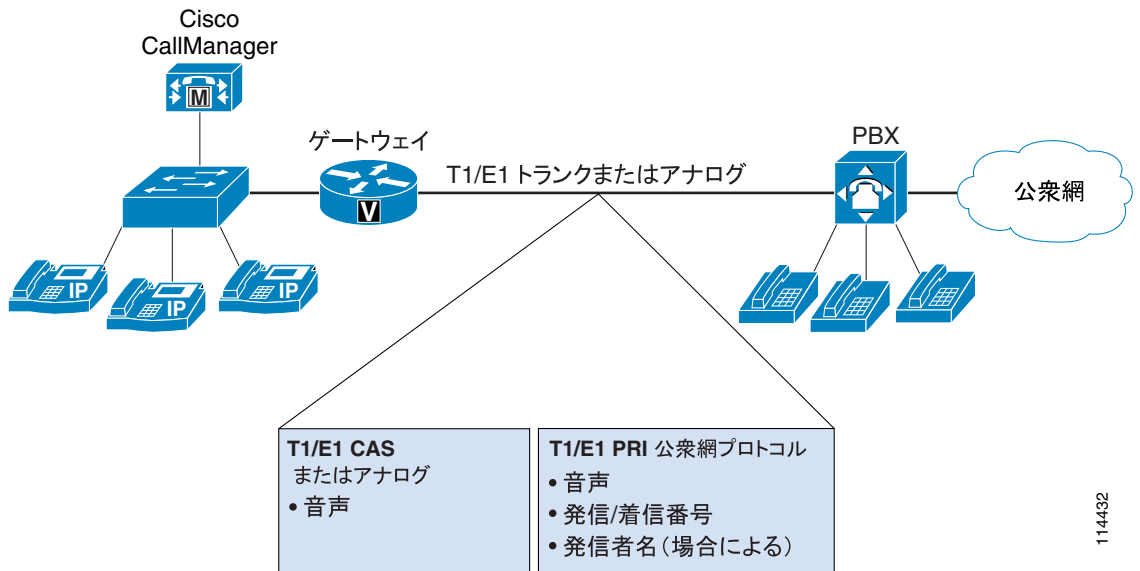 Cisco
CallManager
M
ゲートウェイ
V
T1/E1 トランクまたはアナログ
PBX
公衆網
IP
IP
IP
T1/E1 CAS
またはアナログ
• 音声
T1/E1 PRI 公衆網プロトコル
• 音声
• 発信/着信番号
• 発信者名（場合による）
114432